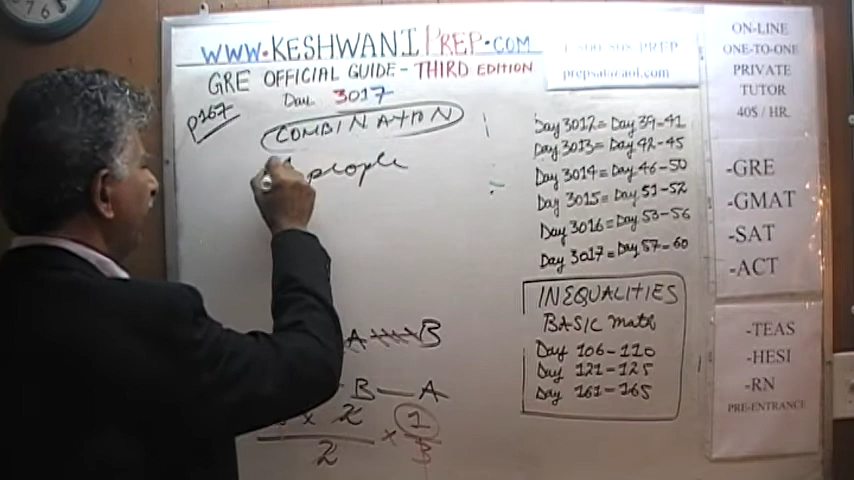 WWW.KESHWANIPREP.COM
GRE OFFICIAL GUIDE - THIRD EDITION
Day 3017
P167
COMBINATION
people
A B
B — A
x 2
2
x 1
3
prepsat@aol.com
Day 3012 = Day 39-41
Day 3013 = Day 42-45
Day 3014 = Day 46-50
Day 3015 = Day 51-52
Day 3016 = Day 53-56
Day 3017 = Day 57-60
INEQUALITIES
BASIC math
Day 106-110
Day 121-125
Day 161-165
ON-LINE
ONE-TO-ONE
PRIVATE
TUTOR
40$ / HR.
-GRE
-GMAT
-SAT
-ACT
-TEAS
-HESI
-RN
PRE-ENTRANCE
7 6